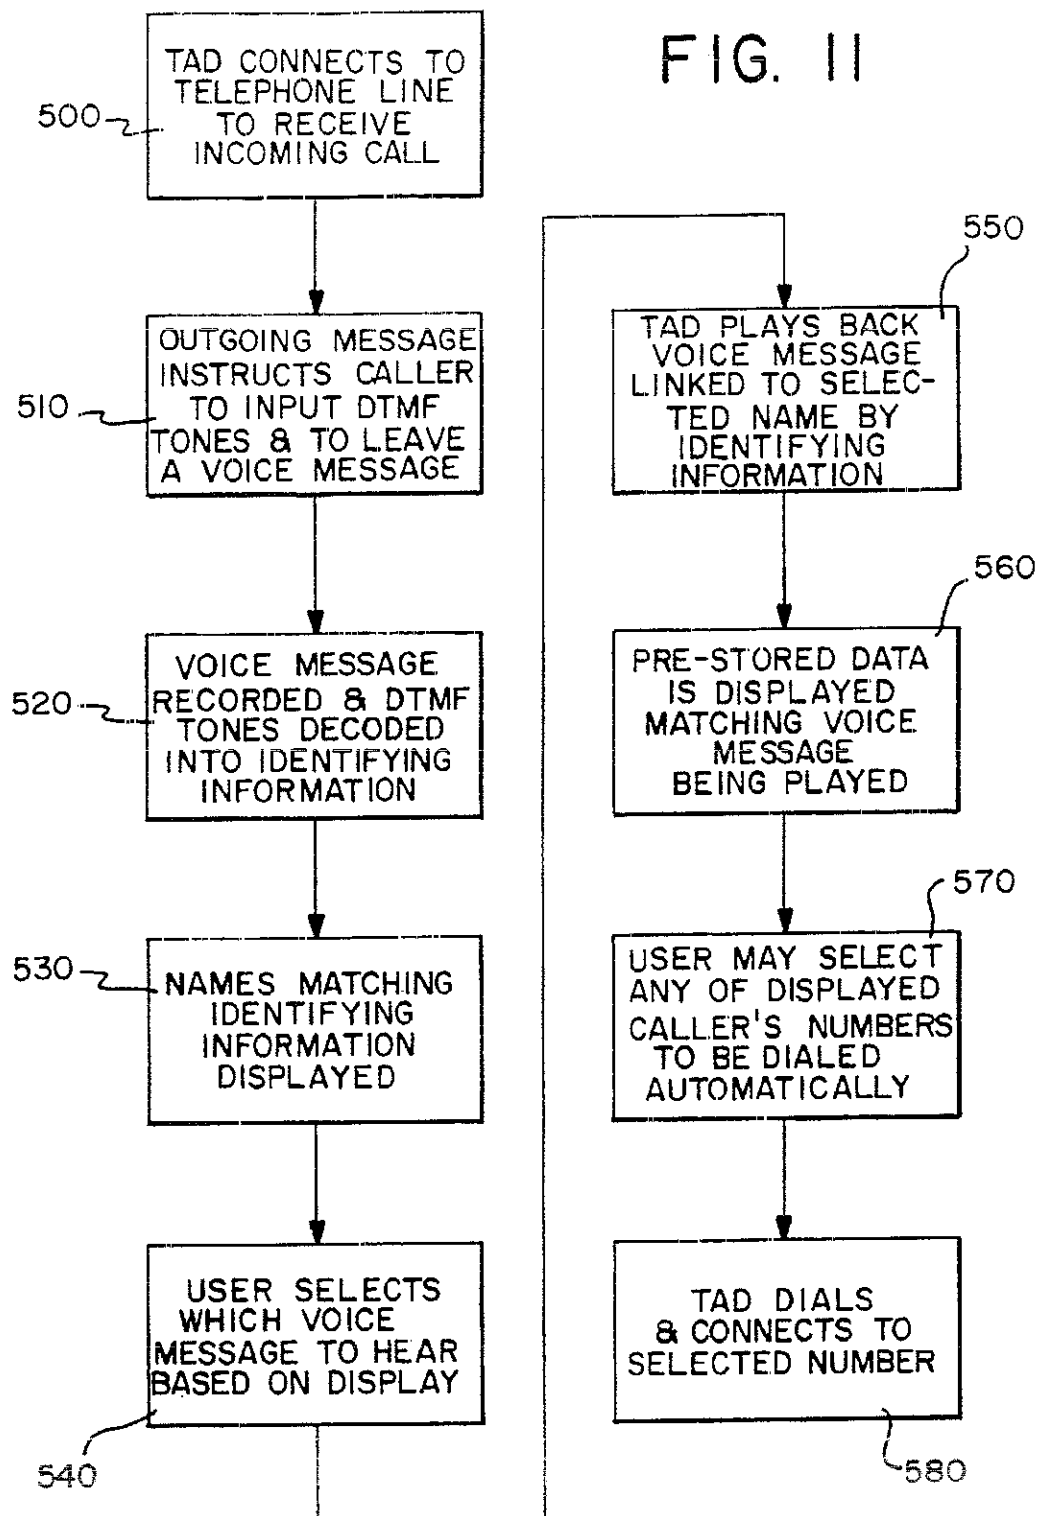 FIG. 11
500
TAD CONNECTS TO
TELEPHONE LINE
TO RECEIVE
INCOMING CALL
510
OUTGOING MESSAGE
INSTRUCTS CALLER
TO INPUT DTMF
TONES & TO LEAVE
A VOICE MESSAGE
520
VOICE MESSAGE
RECORDED & DTMF
TONES DECODED
INTO IDENTIFYING
INFORMATION
530
NAMES MATCHING
IDENTIFYING
INFORMATION
DISPLAYED
USER SELECTS
WHICH VOICE
MESSAGE TO HEAR
BASED ON DISPLAY
540
550
TAD PLAYS BACK
VOICE MESSAGE
LINKED TO SELEC-
TED NAME BY
IDENTIFYING
INFORMATION
560
PRE-STORED DATA
IS DISPLAYED
MATCHING VOICE
MESSAGE
BEING PLAYED
570
USER MAY SELECT
ANY OF DISPLAYED
CALLER'S NUMBERS
TO BE DIALED
AUTOMATICALLY
TAD DIALS
& CONNECTS TO
SELECTED NUMBER
580